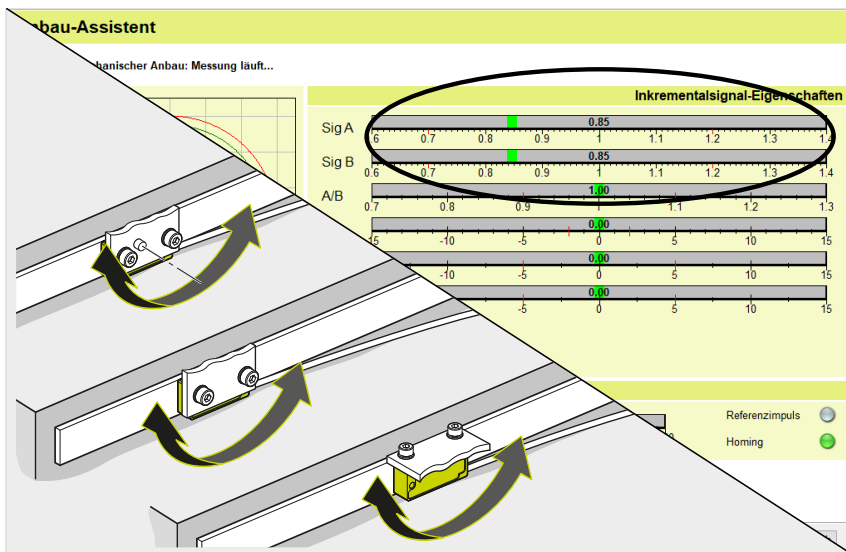 nbau-Assistent
hanischer Anbau: Messung läuft...
Inkrementalsignal-Eigenschaften
Sig A 0.85
.6 0.7 0.8 0.9 1 1.1 1.2 1.3 1.4
Sig B 0.85
0.6 0.7 0.8 0.9 1 1.1 1.2 1.3 1.4
A/B 1.00
0.7 0.8 0.9 1.1 1.2 1.3
0.00
15 -10 -5 0 5 10 15
0.00
-10 -5 0 5 10 15
0.00
-5 0 5 10 15
Referenzimpuls
Homing